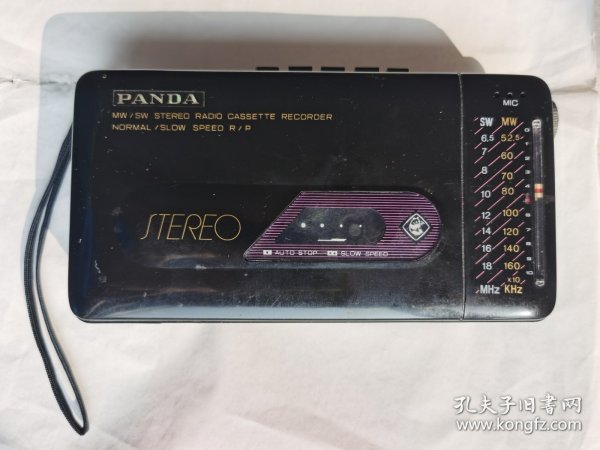 PANDA
MW/SW STEREO RADIO CASSETTE RECORDER
NORMAL/SLOW SPEED R/P
STEREO
AUTO STOP
SLOW SPEED
MIC
SW MW
6.5 52.5
7 60
8 70
10 80
12 100
14 120
16 140
18 160
x10
MHz KHz
孔夫子旧书网
www.kongfz.com